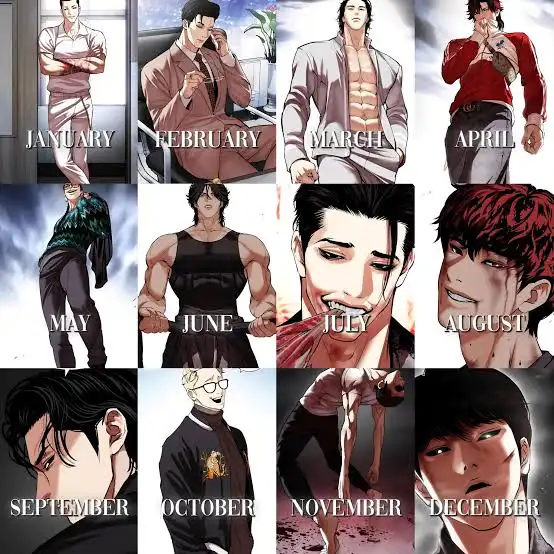 JANUARY
FEBRUARY
MARCH
APRIL
MAY
JUNE
JULY
AUGUST
SEPTEMBER
OCTOBER
NOVEMBER
DECEMBER